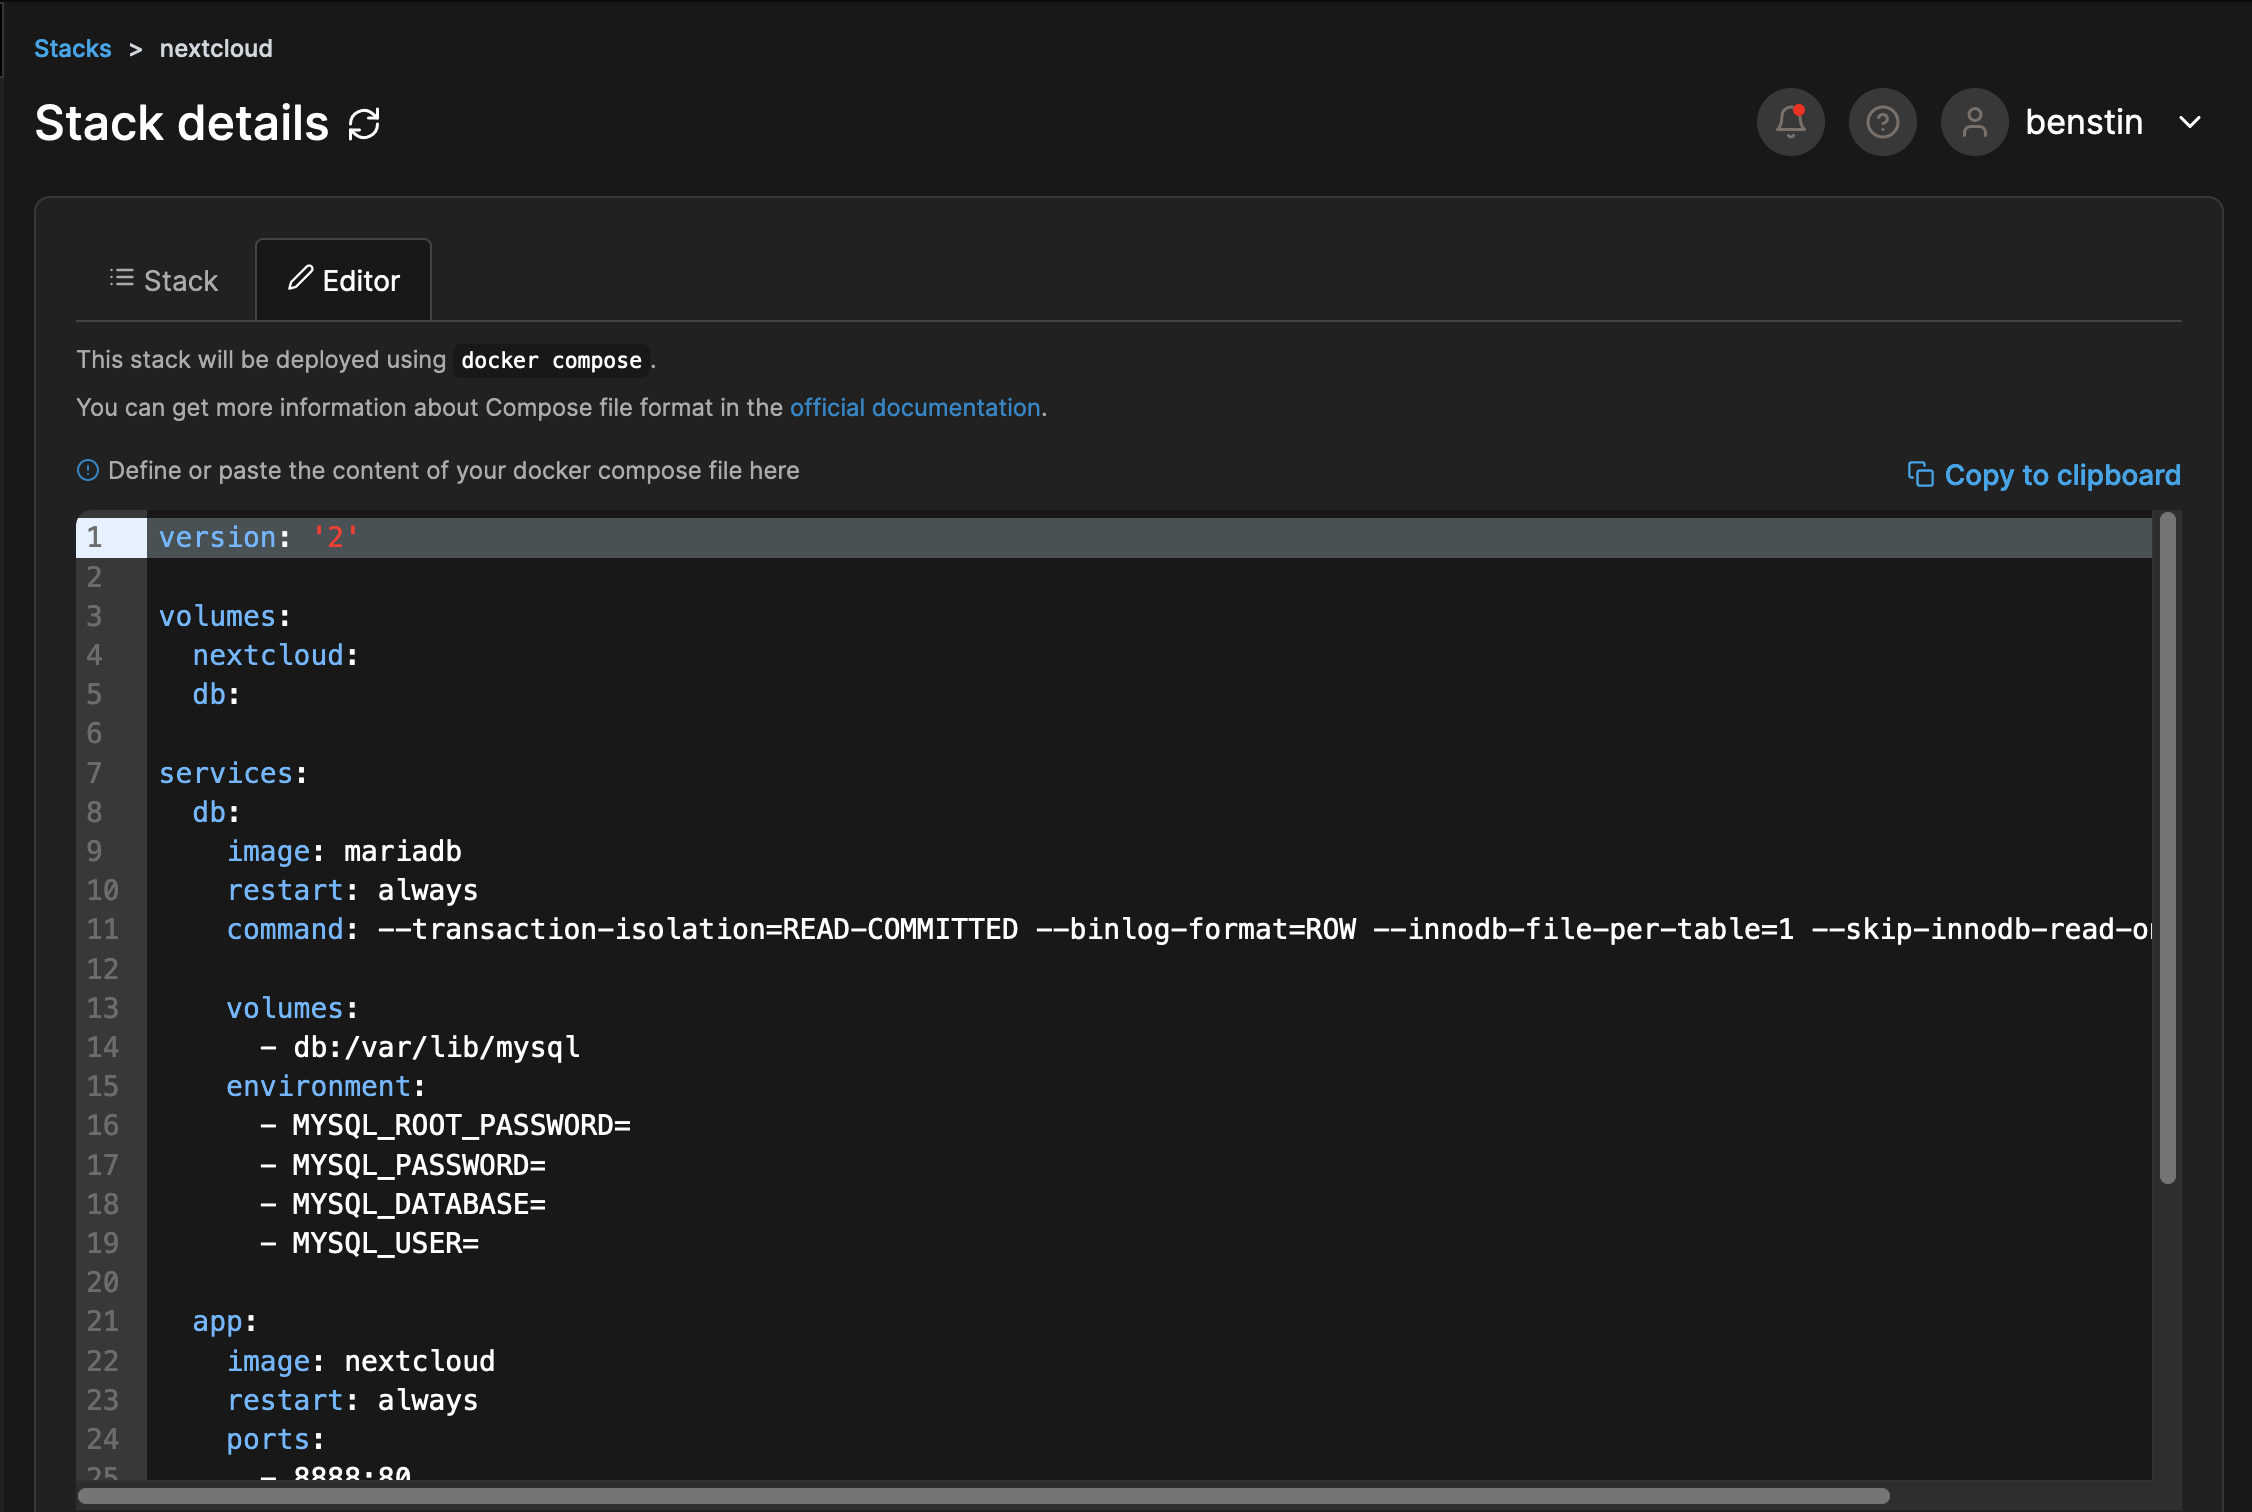 Stacks > nextcloud
Stack details
benstin
Stack
Editor
This stack will be deployed using docker compose.
You can get more information about Compose file format in the official documentation.
Define or paste the content of your docker compose file here
Copy to clipboard
1 version: '2'
2
3 volumes:
4   nextcloud:
5   db:
6
7 services:
8   db:
9     image: mariadb
10     restart: always
11     command: --transaction-isolation=READ-COMMITTED --binlog-format=ROW --innodb-file-per-table=1 --skip-innodb-read-
12
13     volumes:
14       - db:/var/lib/mysql
15     environment:
16       - MYSQL_ROOT_PASSWORD=
17       - MYSQL_PASSWORD=
18       - MYSQL_DATABASE=
19       - MYSQL_USER=
20
21   app:
22     image: nextcloud
23     restart: always
24     ports:
25       - 8888:80